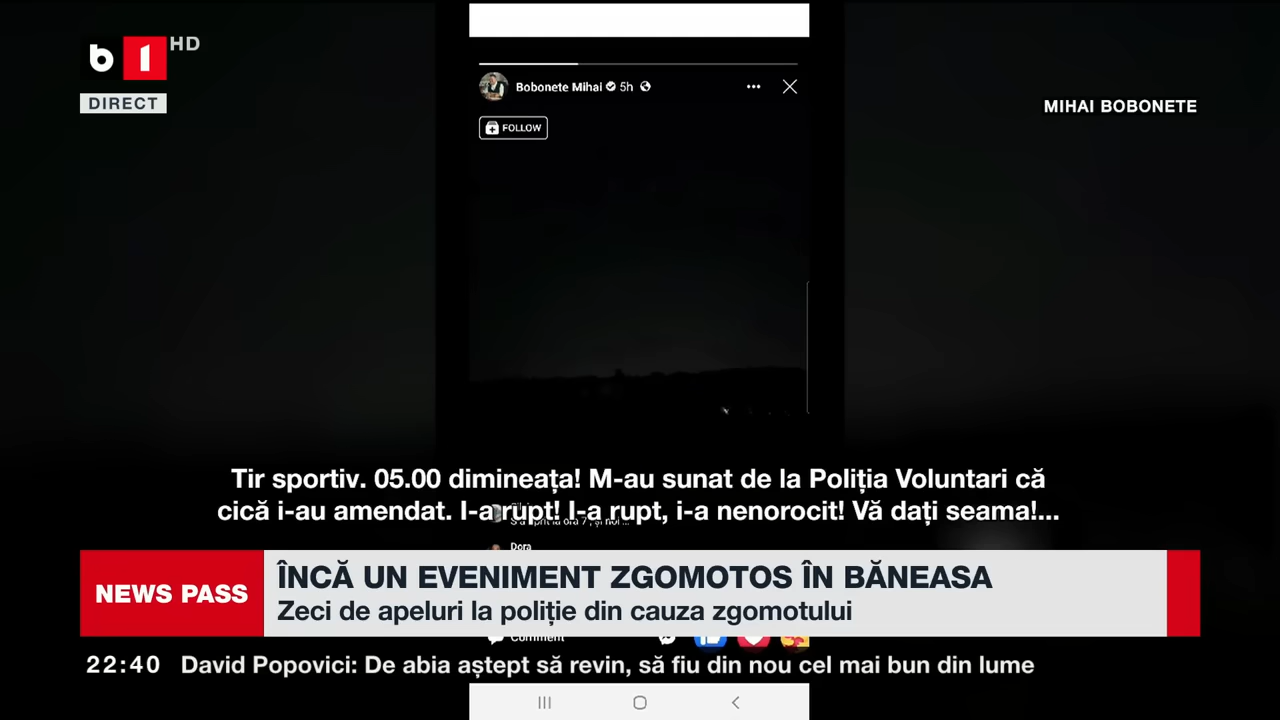 b 1 HD
DIRECT
Bobonete Mihai 5h
FOLLOW
MIHAI BOBONETE
Tir sportiv. 05.00 dimineața! M-au sunat de la Poliția Voluntari că
cică i-au amendat. I-a rupt! I-a rupt, i-a nenorocit! Vă dați seama!...
Dora
NEWS PASS
ÎNCĂ UN EVENIMENT ZGOMOTOS ÎN BĂNEASA
Zeci de apeluri la poliție din cauza zgomotului
Comment
22:40 David Popovici: De abia aștept să revin, să fiu din nou cel mai bun din lume